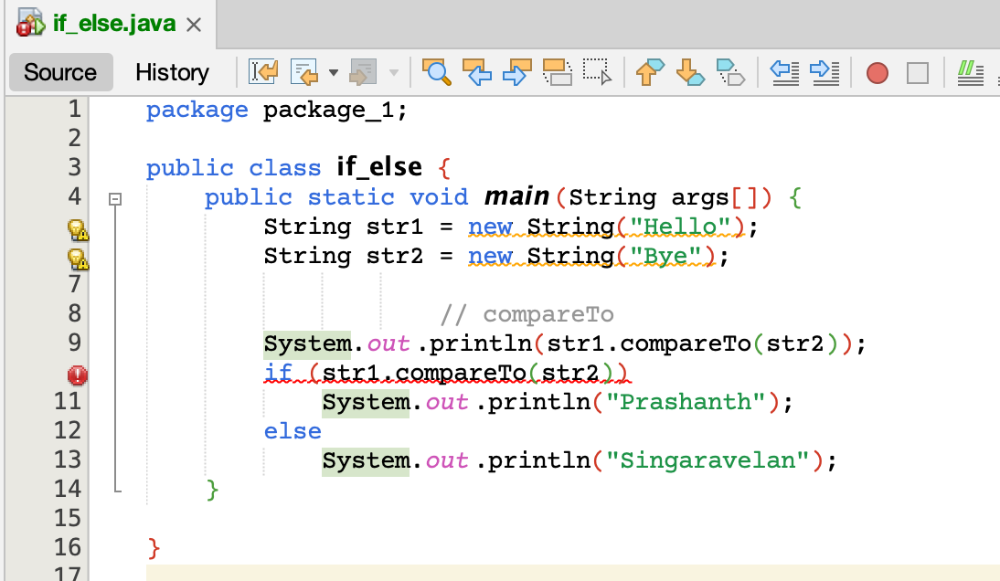 if_else.java
Source History
1 package package_1;
2
3 public class if_else {
4 public static void main(String args[]) {
String str1 = new String("Hello");
String str2 = new String("Bye");
7
8 // compareTo
9 System.out.println(str1.compareTo(str2));
if (str1.compareTo(str2))
11 System.out.println("Prashanth");
12 else
13 System.out.println("Singaravelan");
14 }
15
16 }
17